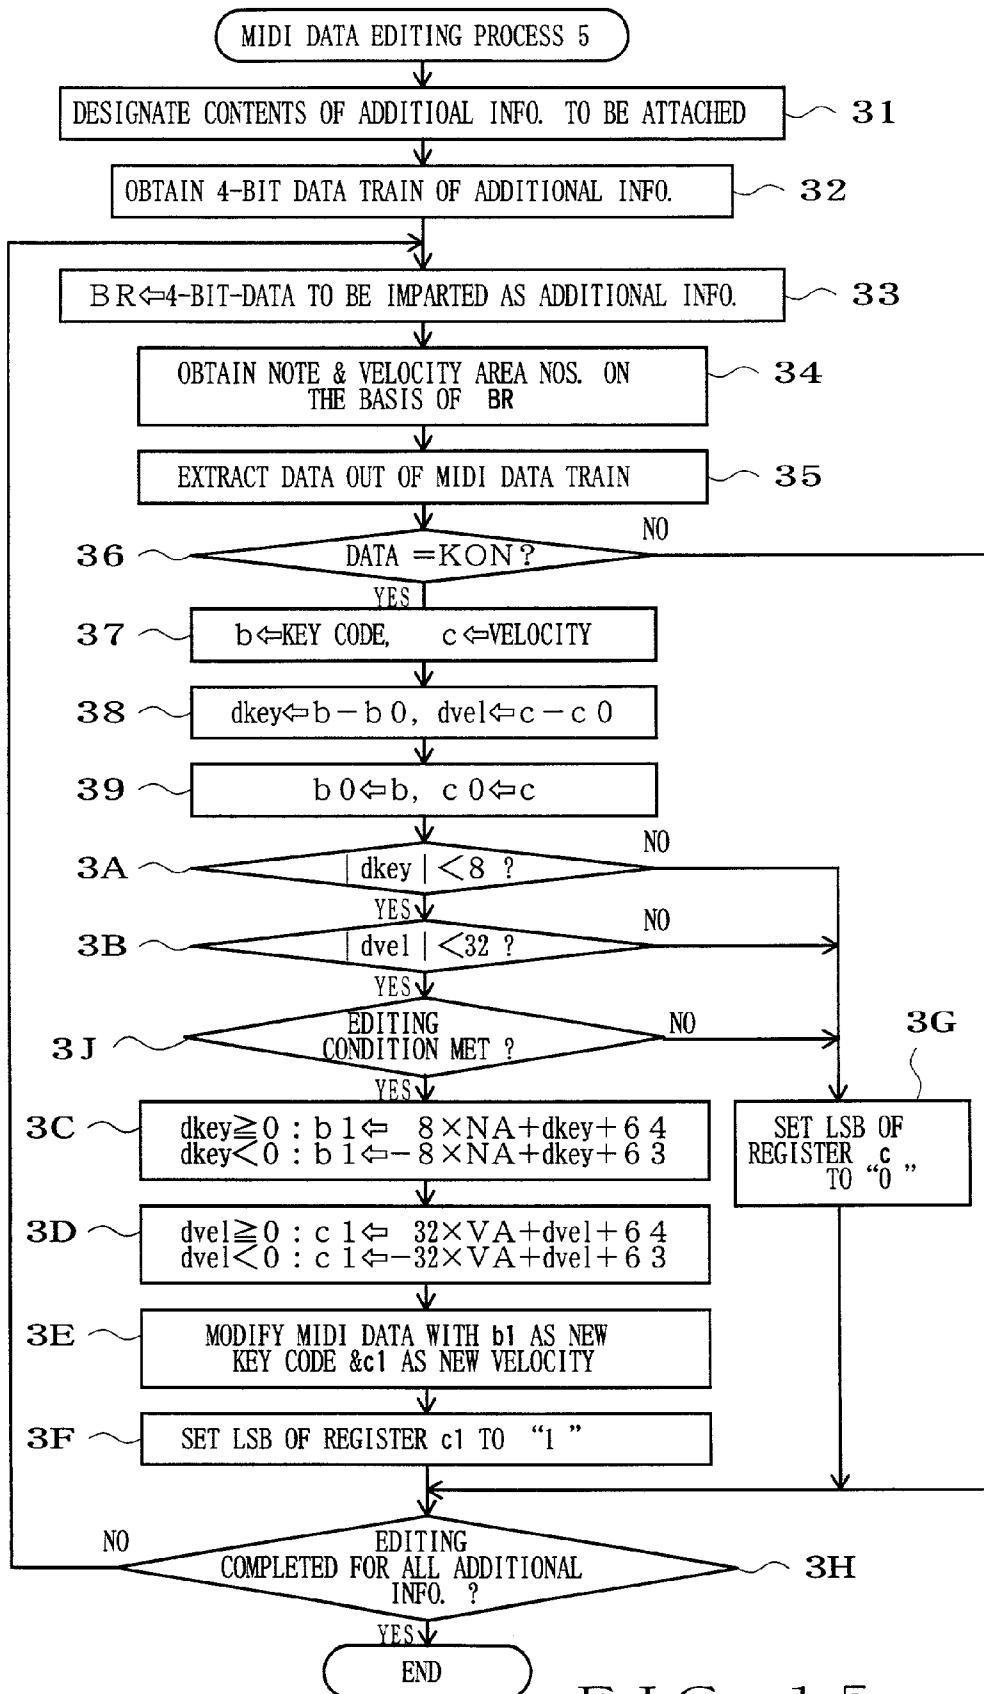 MIDI DATA EDITING PROCESS 5
DESIGNATE CONTENTS OF ADDITIOAL INFO. TO BE ATTACHED
31
OBTAIN 4-BIT DATA TRAIN OF ADDITIONAL INFO.
32
BR⇦4-BIT-DATA TO BE IMPARTED AS ADDITIONAL INFO.
33
OBTAIN NOTE & VELOCITY AREA NOS. ON
THE BASIS OF BR
34
EXTRACT DATA OUT OF MIDI DATA TRAIN
35
NO
36
DATA =KON?
YES
37
b⇦KEY CODE, c⇦VELOCITY
38
dkey⇦b-b0, dvel⇦c-c0
39
b0⇦b, c0⇦c
NO
3A
|dkey|<8 ?
YES
NO
3B
|dvel|<32 ?
YES
3J
EDITING
CONDITION MET ?
NO
YES
3G
SET LSB OF
REGISTER c
TO "0"
3C
dkey≧0 : b1⇦ 8×NA+dkey+64
dkey<0 : b1⇦-8×NA+dkey+63
3D
dvel≧0 : c1⇦ 32×VA+dvel+64
dvel<0 : c1⇦-32×VA+dvel+63
3E
MODIFY MIDI DATA WITH b1 AS NEW
KEY CODE &c1 AS NEW VELOCITY
3F
SET LSB OF REGISTER c1 TO "1"
NO
EDITING
COMPLETED FOR ALL ADDITIONAL
INFO. ?
3H
YES
END